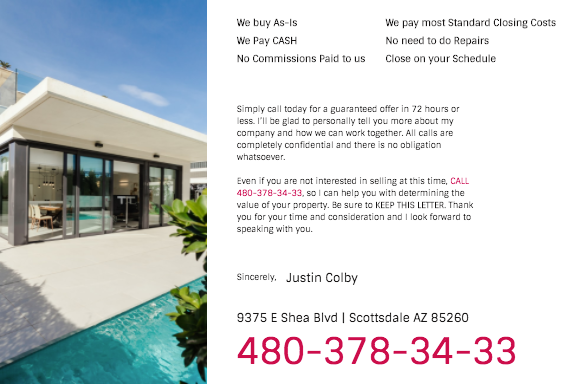 We buy As-Is
We Pay CASH
No Commissions Paid to us
We pay most Standard Closing Costs
No need to do Repairs
Close on your Schedule
Simply call today for a guaranteed offer in 72 hours or
less. I'll be glad to personally tell you more about my
company and how we can work together. All calls are
completely confidential and there is no obligation
whatsoever.
Even if you are not interested in selling at this time, CALL
480-378-34-33, so I can help you with determining the
value of your property. Be sure to KEEP THIS LETTER. Thank
you for your time and consideration and I look forward to
speaking with you.
Sincerely, Justin Colby
9375 E Shea Blvd | Scottsdale AZ 85260
480-378-34-33